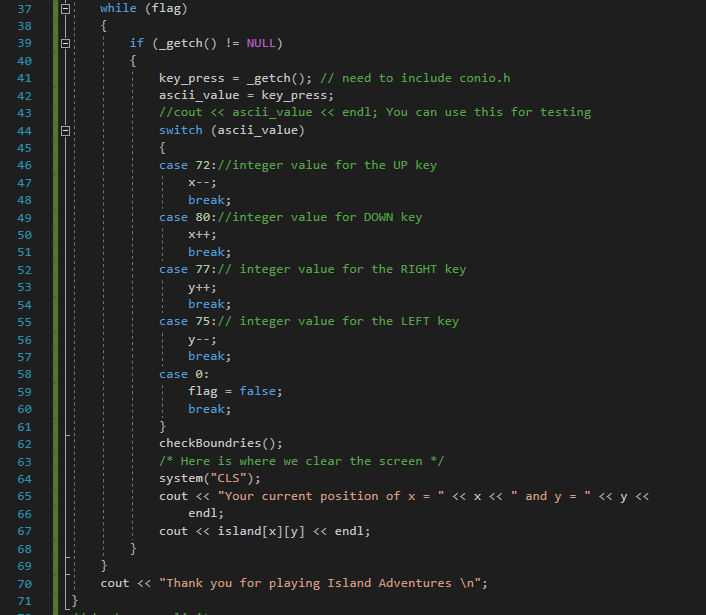 37 while (flag)
38 {
39 if (_getch() != NULL)
40 {
41 key_press = _getch(); // need to include conio.h
42 ascii_value = key_press;
43 //cout << ascii_value << endl; You can use this for testing
44 switch (ascii_value)
45 {
46 case 72://integer value for the UP key
47 x--;
48 break;
49 case 80://integer value for DOWN key
50 x++;
51 break;
52 case 77:// integer value for the RIGHT key
53 y++;
54 break;
55 case 75:// integer value for the LEFT key
56 y--;
57 break;
58 case 0:
59 flag = false;
60 break;
61 }
62 checkBoundries();
63 /* Here is where we clear the screen */
64 system("CLS");
65 cout << "Your current position of x = " << x << " and y = " << y <<
66 endl;
67 cout << island[x][y] << endl;
68 }
69 }
70 cout << "Thank you for playing Island Adventures \n";
71 }